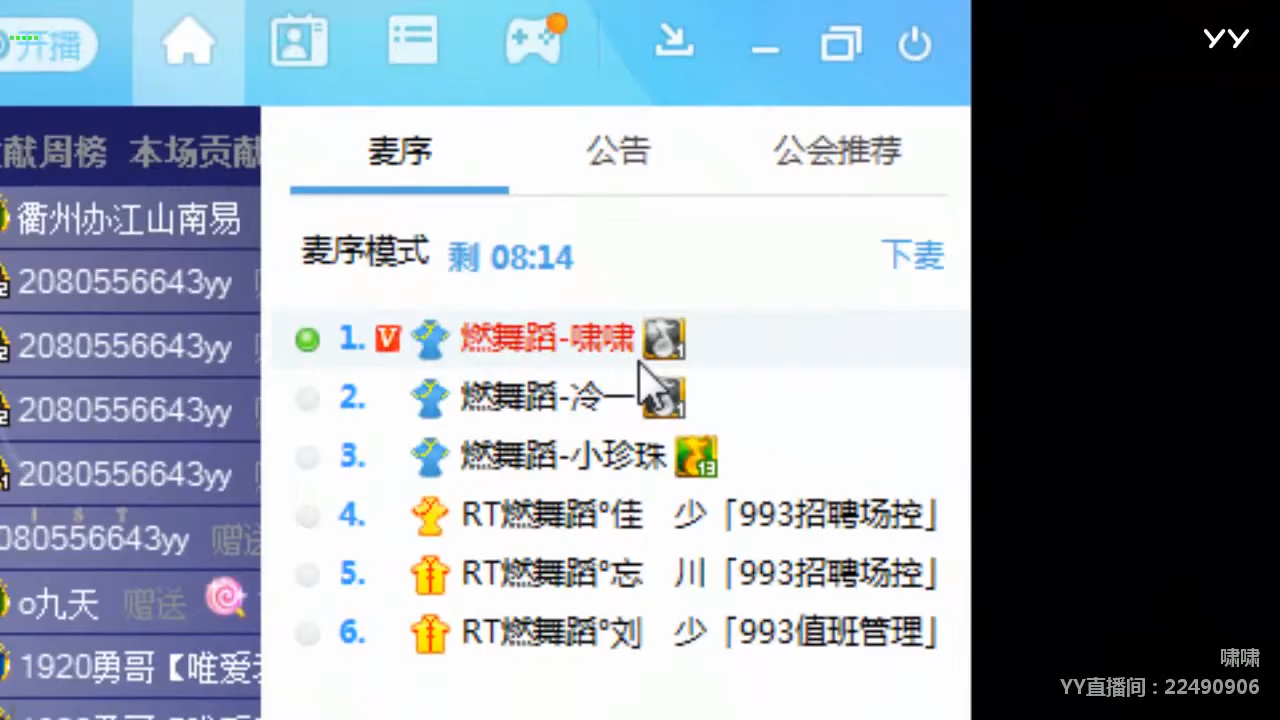 开播
YY
献周榜 本场贡献
麦序 公告 公会推荐
衢州办江山南易
麦序模式 剩 08:14 下麦
2080556643yy
1. V 燃舞蹈-啸啸 1
2080556643yy
2. 燃舞蹈-冷一 1
2080556643yy
3. 燃舞蹈-小珍珠 13
2080556643yy
4. RT燃舞蹈°佳 少「993招聘场控」
080556643yy 赠送
5. RT燃舞蹈°忘 川「993招聘场控」
o九天 赠送
6. RT燃舞蹈°刘 少「993值班管理」
1920勇哥【唯爱
啸啸
YY直播间：22490906